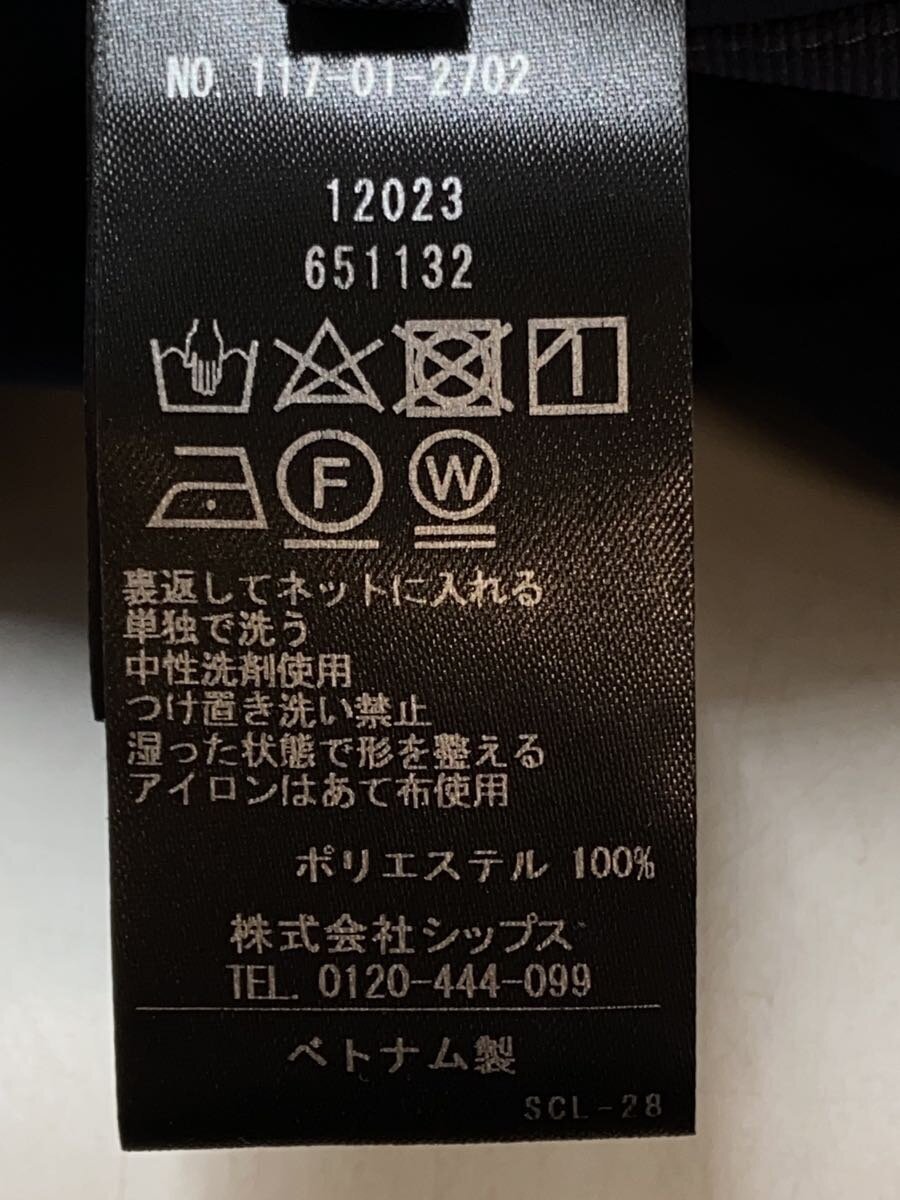 NO. 117-01-2702
12023
651132
F W
裏返してネットに入れる
単独で洗う
中性洗剤使用
つけ置き洗い禁止
湿った状態で形を整える
アイロンはあて布使用
ポリエステル 100%
株式会社シップス
TEL. 0120-444-099
ベトナム製
SCL-28